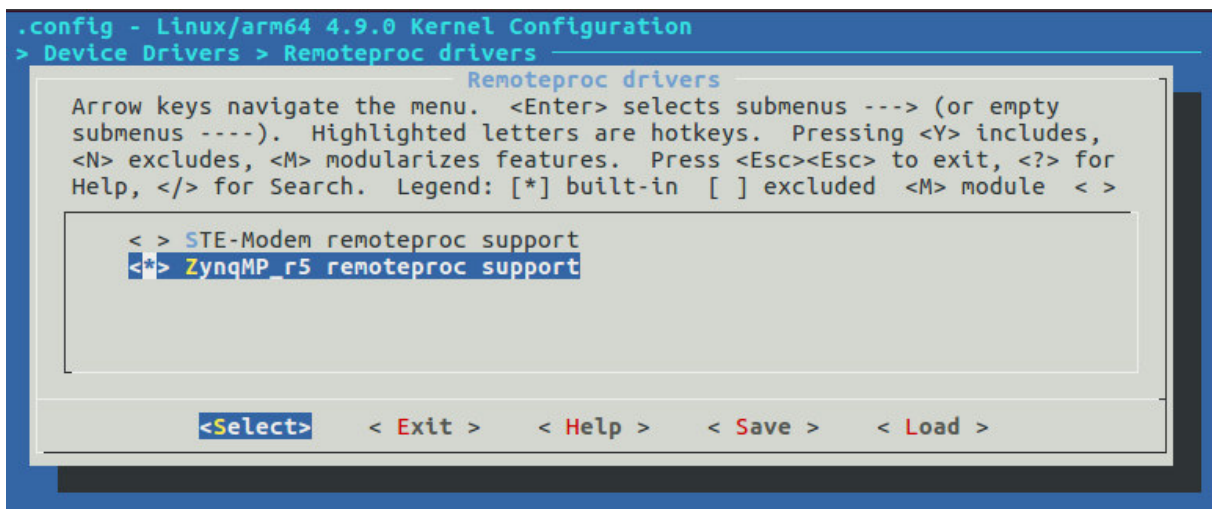 .config - Linux/arm64 4.9.0 Kernel Configuration
> Device Drivers > Remoteproc drivers
Remoteproc drivers
Arrow keys navigate the menu.  <Enter> selects submenus ---> (or empty
submenus ----).  Highlighted letters are hotkeys.  Pressing <Y> includes,
<N> excludes, <M> modularizes features.  Press <Esc><Esc> to exit, <?> for
Help, </> for Search.  Legend: [*] built-in  [ ] excluded  <M> module  < >
< > STE-Modem remoteproc support
<*> ZynqMP_r5 remoteproc support
<Select>    < Exit >    < Help >    < Save >    < Load >